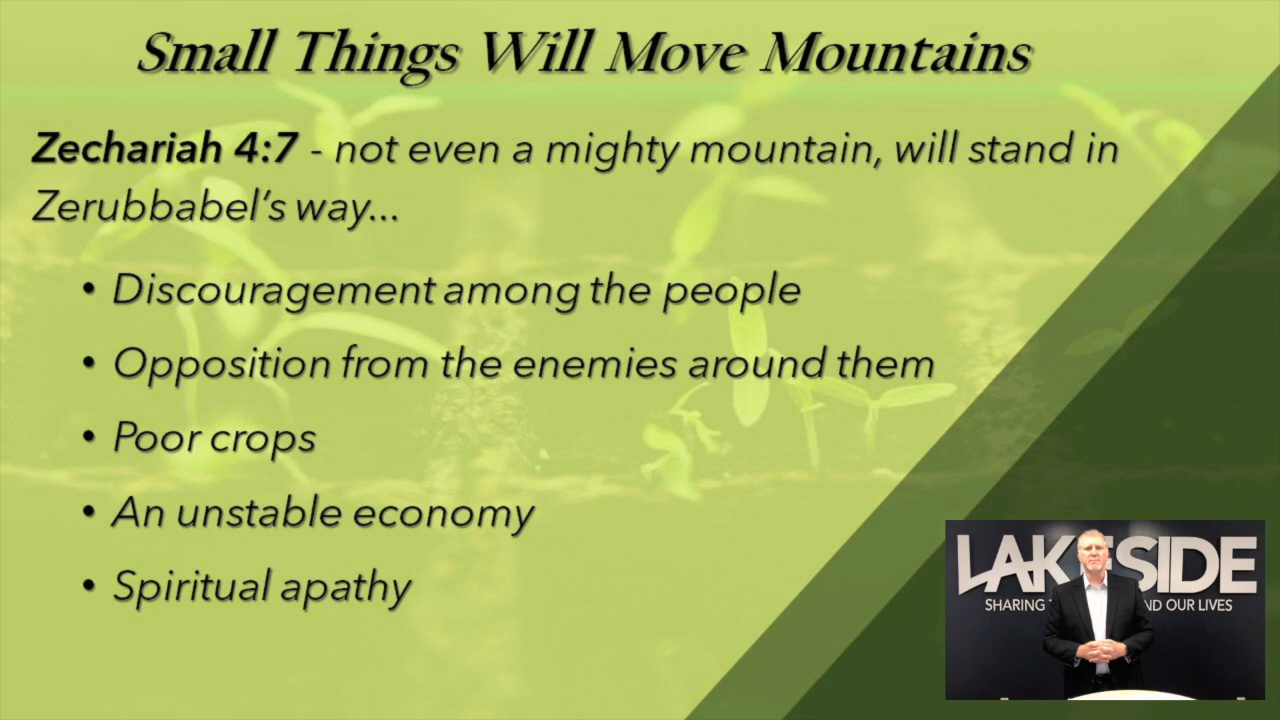 Small Things Will Move Mountains
Zechariah 4:7 - not even a mighty mountain, will stand in
Zerubbabel's way...
• Discouragement among the people
• Opposition from the enemies around them
• Poor crops
• An unstable economy
• Spiritual apathy
LAKESIDE
SHARING OUR LIVES